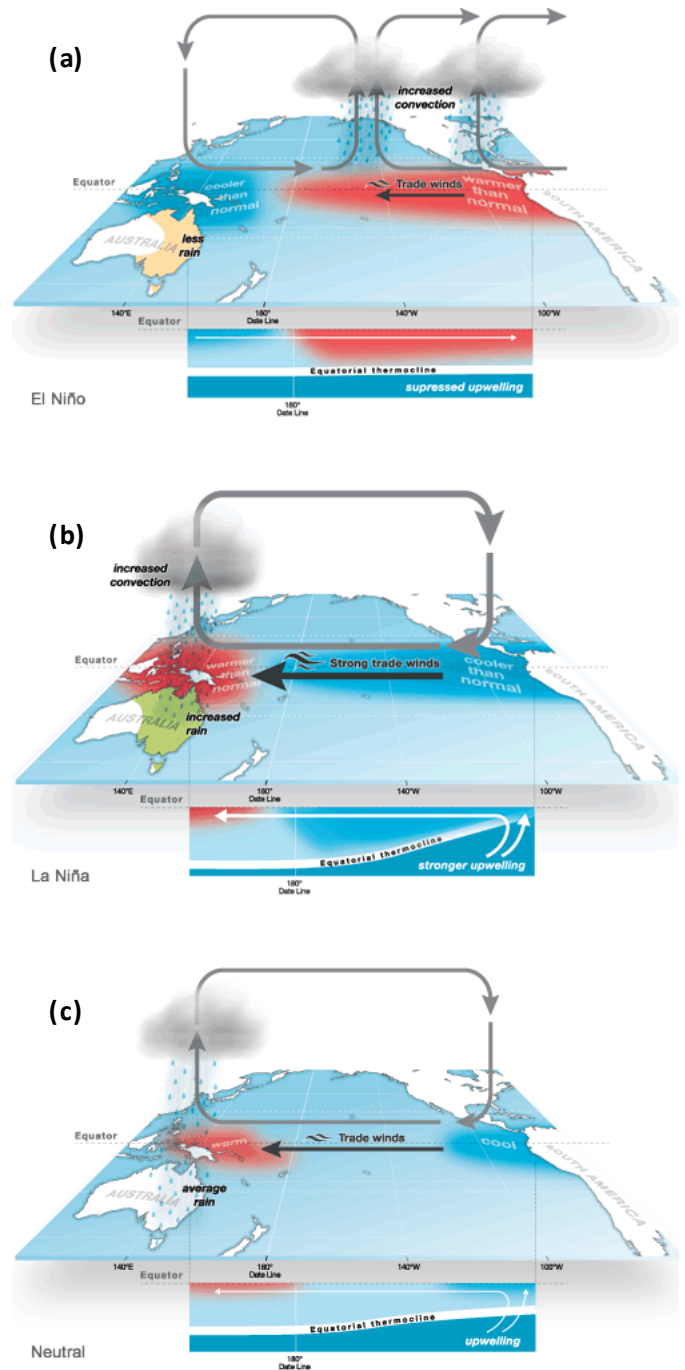 (a)
increased
convection
Equator
cooler
than
normal
Trade winds
warmer
than
normal
AUSTRALIA
less
rain
SOUTH AMERICA
140°E
180°
Date Line
140°W
100°W
Equator
Equatorial thermocline
supressed upwelling
180°
Date Line
El Niño
(b)
increased
convection
Equator
warmer
than
normal
Strong trade winds
cooler
than
normal
AUSTRALIA
increased
rain
SOUTH AMERICA
140°E
180°
Date Line
140°W
100°W
Equator
Equatorial thermocline
stronger upwelling
180°
Date Line
La Niña
(c)
Equator
warm
Trade winds
cool
AUSTRALIA
average
rain
SOUTH AMERICA
140°E
180°
Date Line
140°W
100°W
Equator
Equatorial thermocline
upwelling
180°
Date Line
Neutral